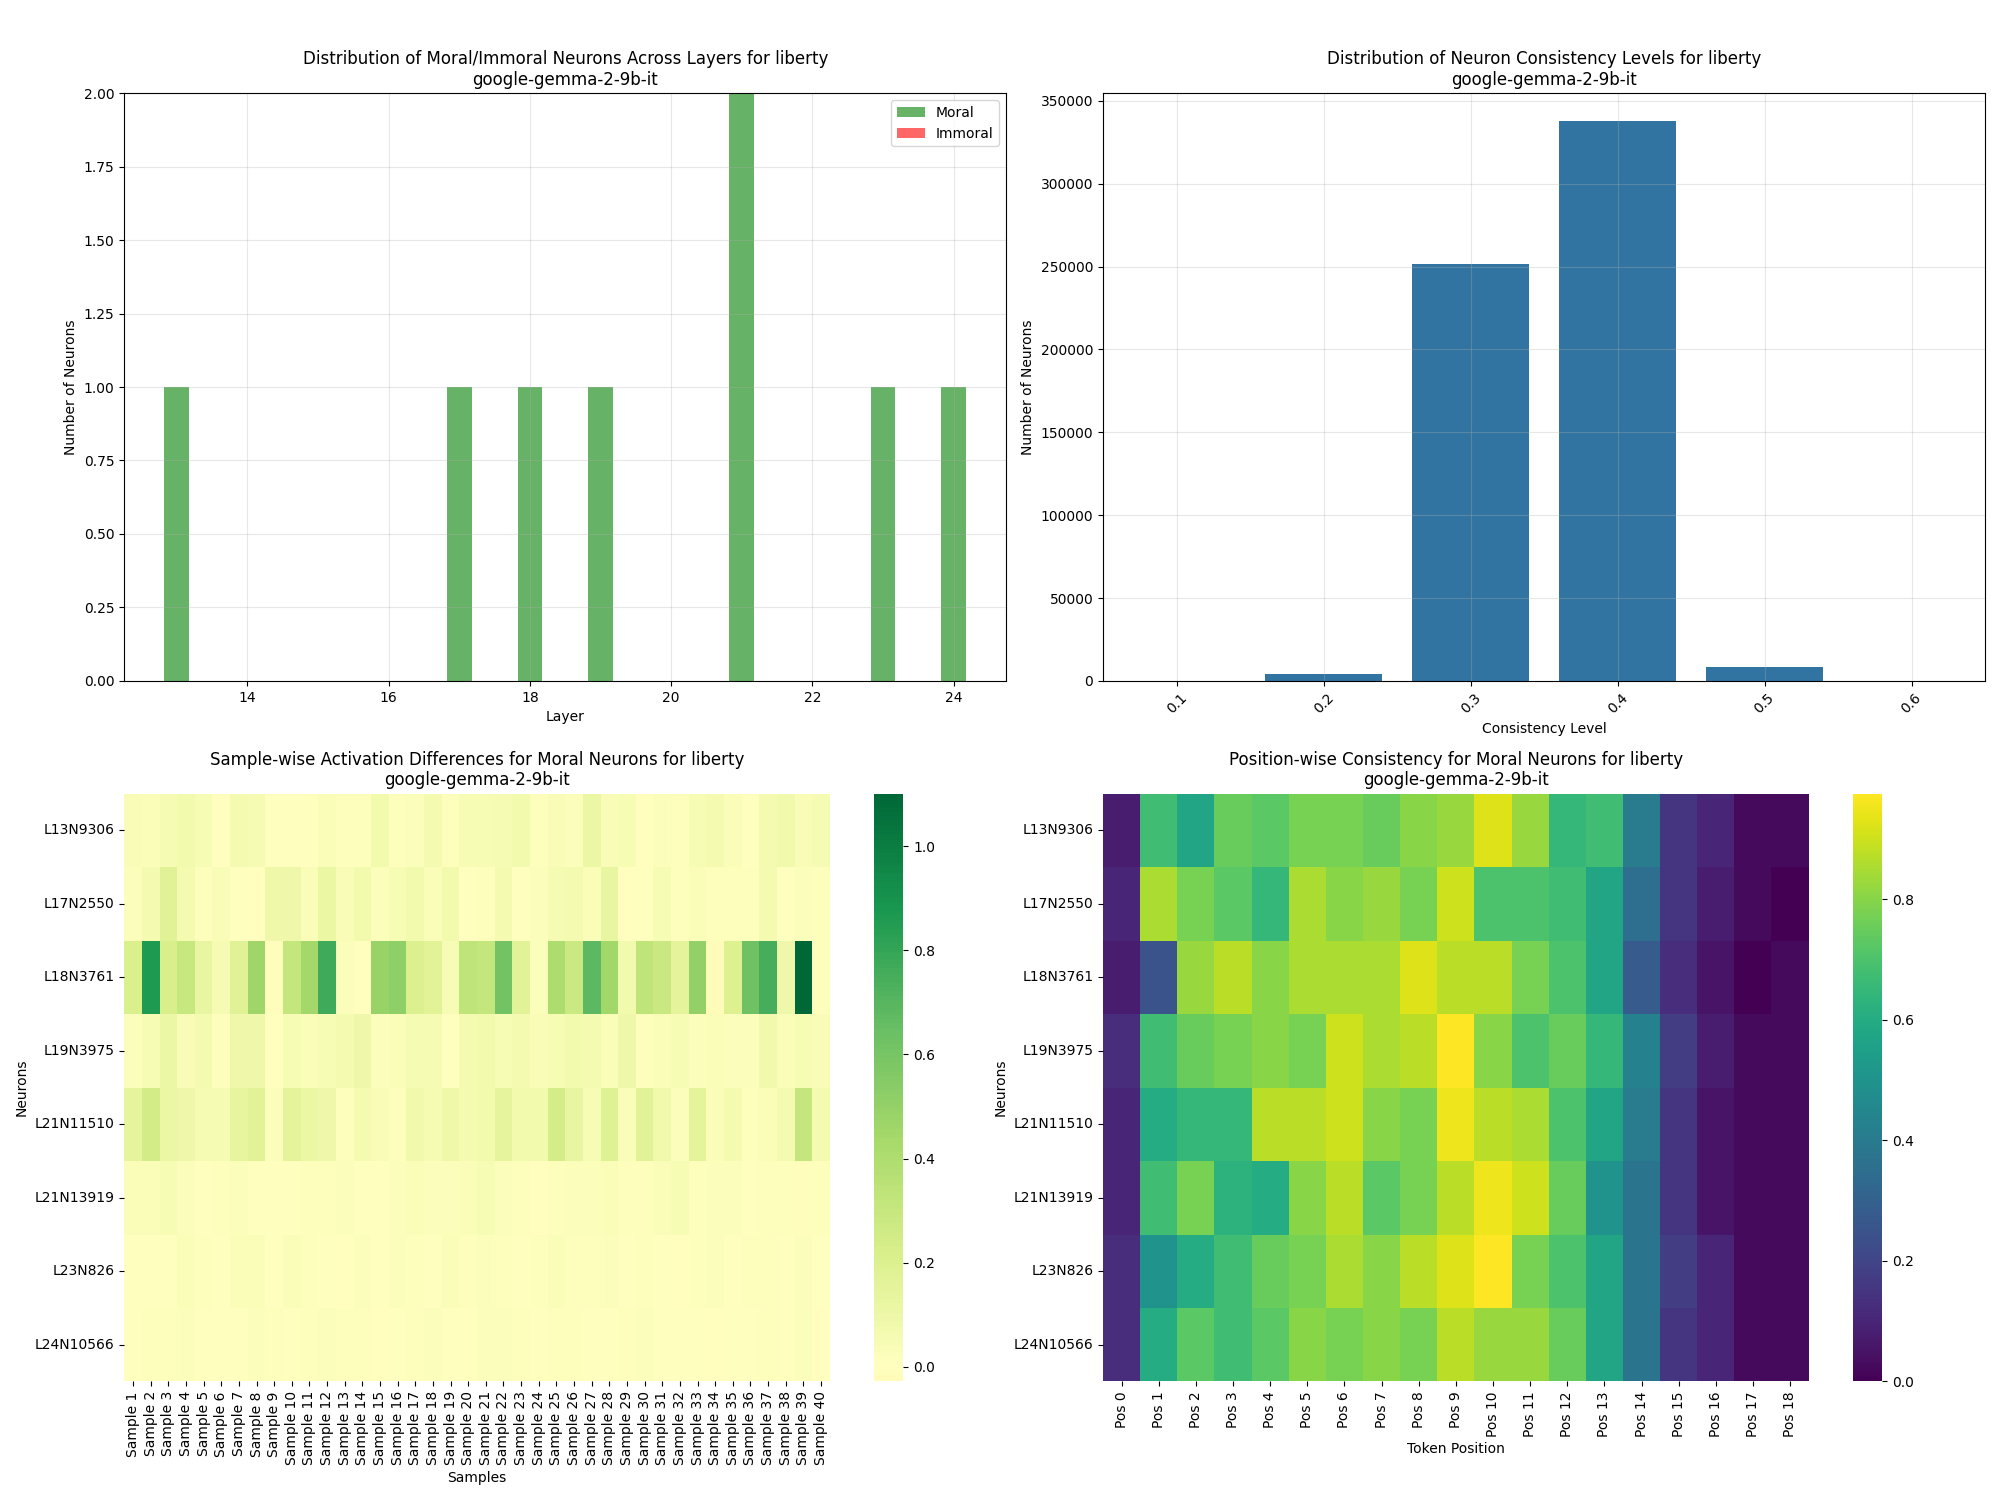 Distribution of Moral/Immoral Neurons Across Layers for liberty
google-gemma-2-9b-it
2.00
1.75
1.50
1.25
1.00
0.75
0.50
0.25
0.00
Number of Neurons
14 16 18 20 22 24
Layer
Moral
Immoral
Distribution of Neuron Consistency Levels for liberty
google-gemma-2-9b-it
350000
300000
250000
200000
150000
100000
50000
0
Number of Neurons
0.1 0.2 0.3 0.4 0.5 0.6
Consistency Level
Sample-wise Activation Differences for Moral Neurons for liberty
google-gemma-2-9b-it
L13N9306
L17N2550
L18N3761
L19N3975
L21N11510
L21N13919
L23N826
L24N10566
Neurons
Sample 1
Sample 2
Sample 3
Sample 4
Sample 5
Sample 6
Sample 7
Sample 8
Sample 9
Sample 10
Sample 11
Sample 12
Sample 13
Sample 14
Sample 15
Sample 16
Sample 17
Sample 18
Sample 19
Sample 20
Sample 21
Sample 22
Sample 23
Sample 24
Sample 25
Sample 26
Sample 27
Sample 28
Sample 29
Sample 30
Sample 31
Sample 32
Sample 33
Sample 34
Sample 35
Sample 36
Sample 37
Sample 38
Sample 39
Sample 40
Samples
1.0
0.8
0.6
0.4
0.2
0.0
Position-wise Consistency for Moral Neurons for liberty
google-gemma-2-9b-it
L13N9306
L17N2550
L18N3761
L19N3975
L21N11510
L21N13919
L23N826
L24N10566
Neurons
Pos 0
Pos 1
Pos 2
Pos 3
Pos 4
Pos 5
Pos 6
Pos 7
Pos 8
Pos 9
Pos 10
Pos 11
Pos 12
Pos 13
Pos 14
Pos 15
Pos 16
Pos 17
Pos 18
Token Position
0.8
0.6
0.4
0.2
0.0